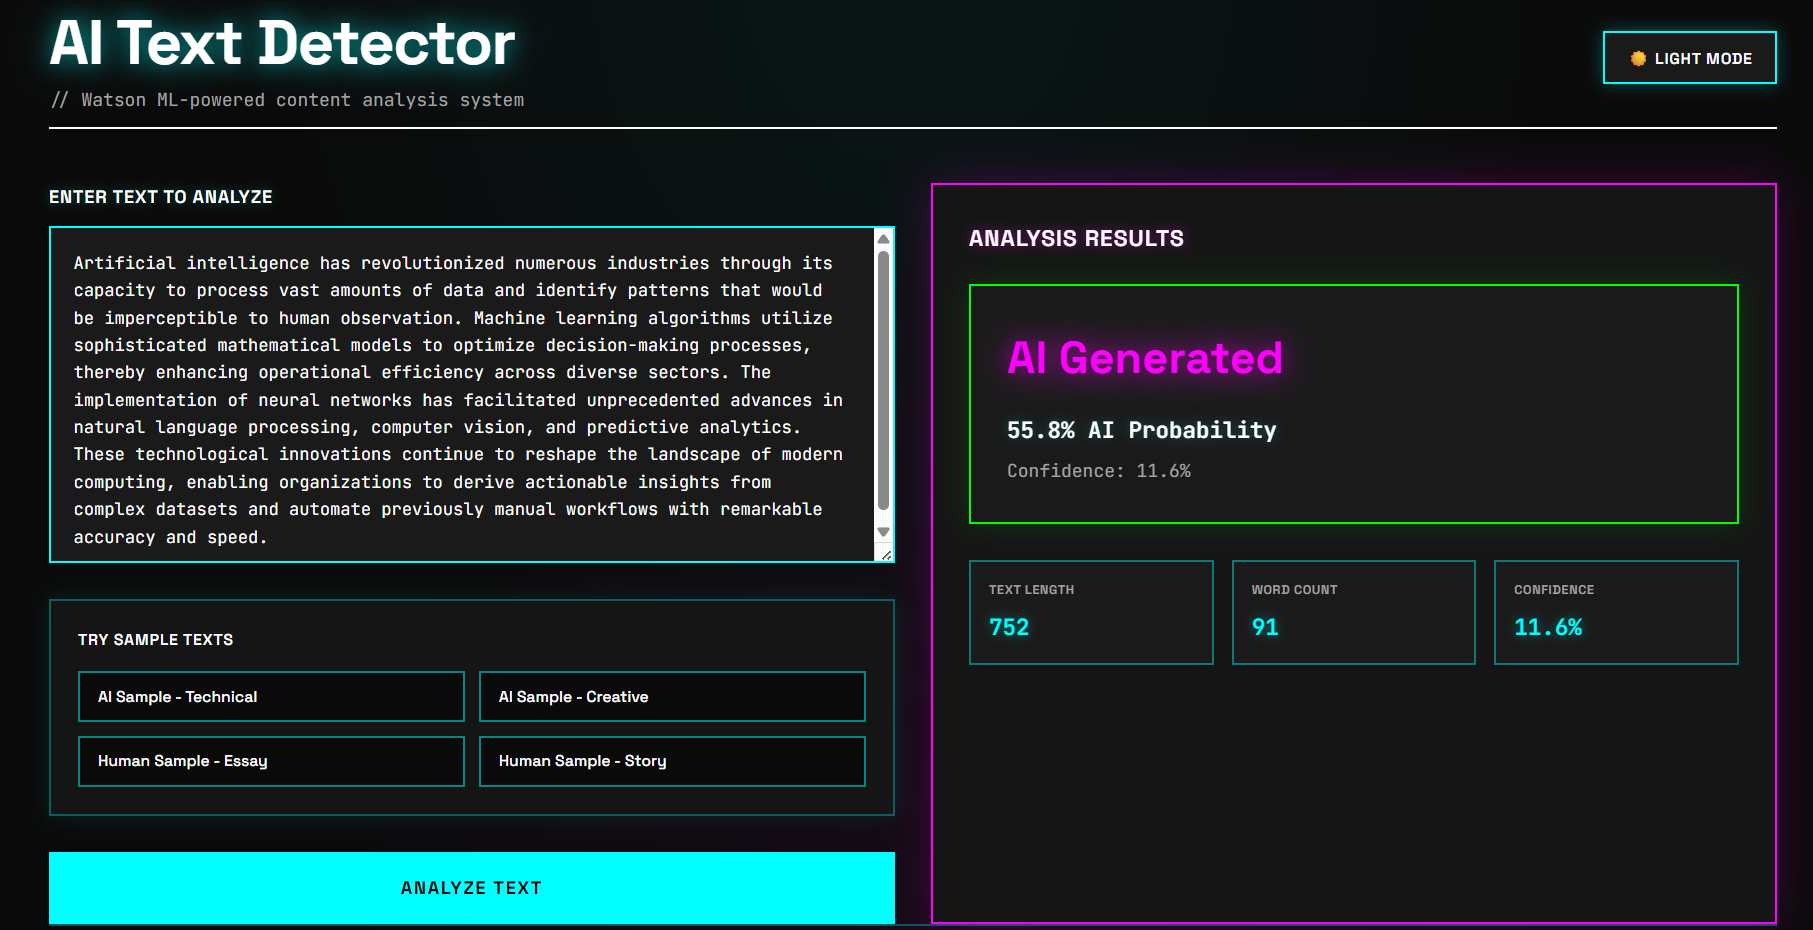 AI Text Detector
// Watson ML-powered content analysis system
LIGHT MODE
ENTER TEXT TO ANALYZE
Artificial intelligence has revolutionized numerous industries through its
capacity to process vast amounts of data and identify patterns that would
be imperceptible to human observation. Machine learning algorithms utilize
sophisticated mathematical models to optimize decision-making processes,
thereby enhancing operational efficiency across diverse sectors. The
implementation of neural networks has facilitated unprecedented advances in
natural language processing, computer vision, and predictive analytics.
These technological innovations continue to reshape the landscape of modern
computing, enabling organizations to derive actionable insights from
complex datasets and automate previously manual workflows with remarkable
accuracy and speed.
TRY SAMPLE TEXTS
AI Sample - Technical
AI Sample - Creative
Human Sample - Essay
Human Sample - Story
ANALYZE TEXT
ANALYSIS RESULTS
AI Generated
55.8% AI Probability
Confidence: 11.6%
TEXT LENGTH
752
WORD COUNT
91
CONFIDENCE
11.6%